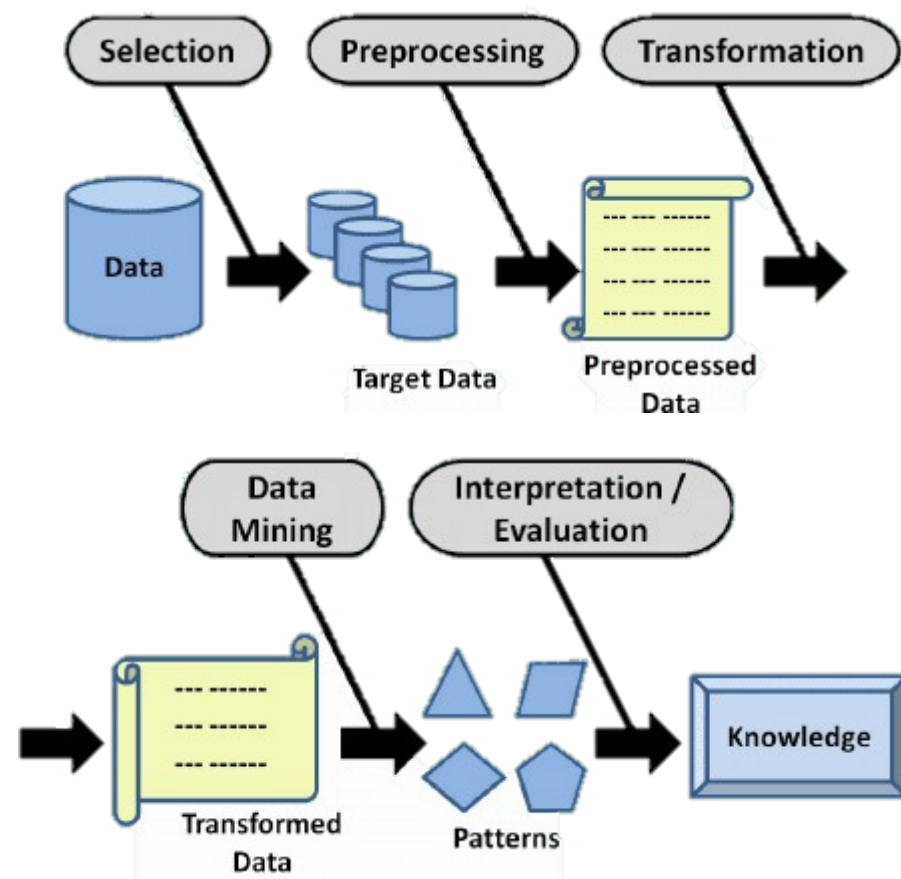 Selection
Preprocessing
Transformation
Data
Target Data
Preprocessed
Data
Data
Mining
Interpretation /
Evaluation
Transformed
Data
Patterns
Knowledge